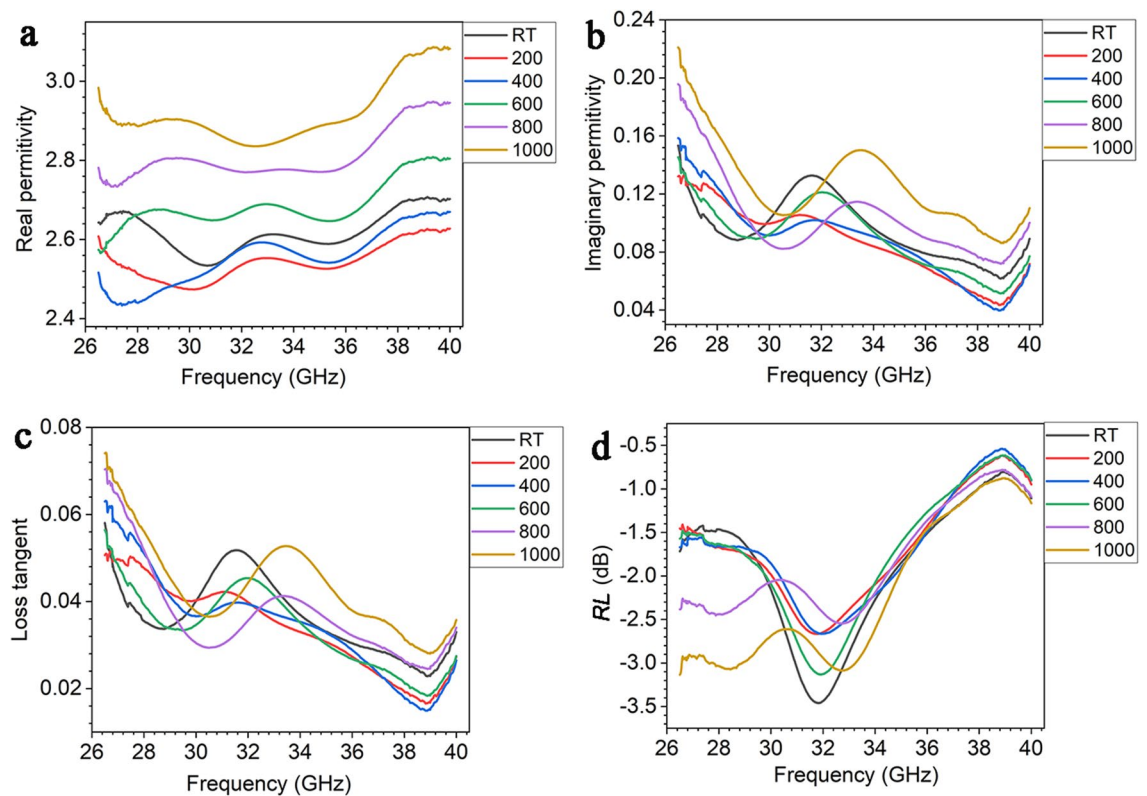 a
Real permitivity
3.0
2.8
2.6
2.4
26 28 30 32 34 36 38 40
Frequency (GHz)
RT
200
400
600
800
1000
b
Imaginary permitivity
0.24
0.20
0.16
0.12
0.08
0.04
26 28 30 32 34 36 38 40
Frequency (GHz)
RT
200
400
600
800
1000
c
Loss tangent
0.08
0.06
0.04
0.02
26 28 30 32 34 36 38 40
Frequency (GHz)
RT
200
400
600
800
1000
d
RL (dB)
-0.5
-1.0
-1.5
-2.0
-2.5
-3.0
-3.5
26 28 30 32 34 36 38 40
Frequency (GHz)
RT
200
400
600
800
1000